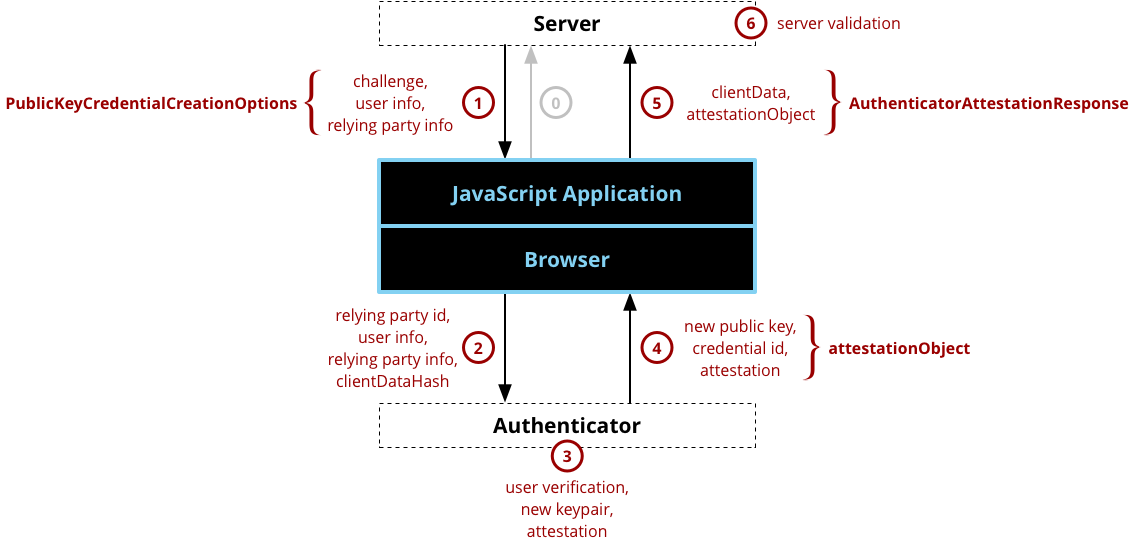 Server
6 server validation
PublicKeyCredentialCreationOptions
challenge,
user info,
relying party info
1
0
5
clientData,
attestationObject
AuthenticatorAttestationResponse
JavaScript Application
Browser
relying party id,
user info,
relying party info,
clientDataHash
2
4
new public key,
credential id,
attestation
attestationObject
Authenticator
3
user verification,
new keypair,
attestation